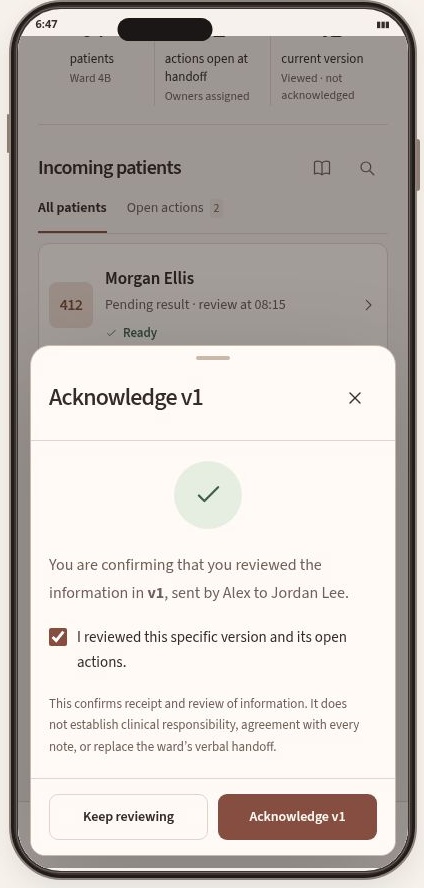 6:47
patients
Ward 4B
actions open at
handoff
Owners assigned
current version
Viewed · not
acknowledged
Incoming patients
All patients
Open actions 2
412
Morgan Ellis
Pending result · review at 08:15
Ready
Acknowledge v1
You are confirming that you reviewed the
information in v1, sent by Alex to Jordan Lee.
I reviewed this specific version and its open
actions.
This confirms receipt and review of information. It does
not establish clinical responsibility, agreement with every
note, or replace the ward's verbal handoff.
Keep reviewing
Acknowledge v1